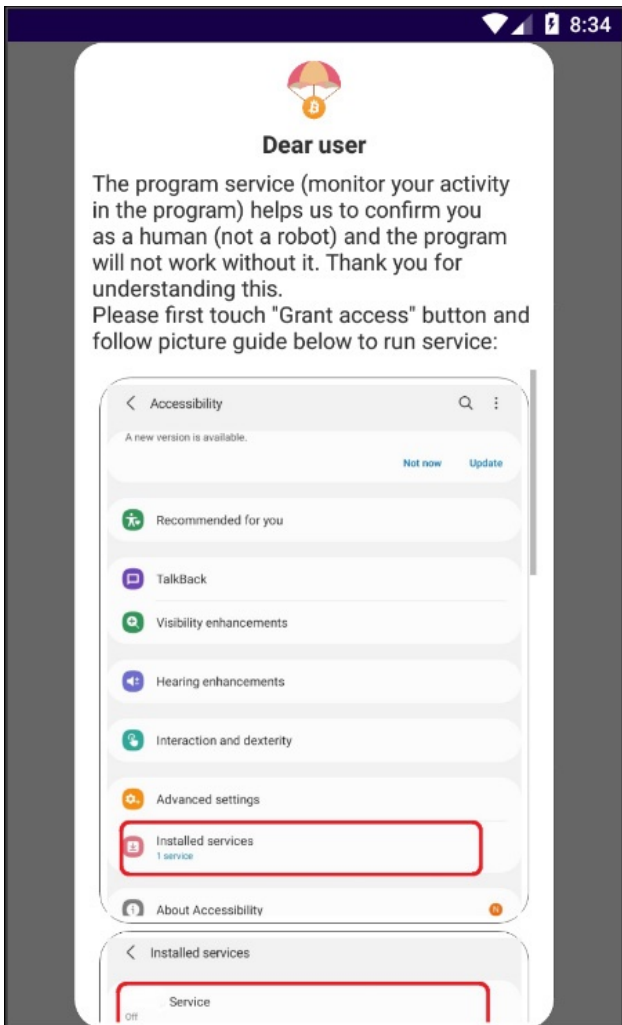 8:34
Dear user
The program service (monitor your activity
in the program) helps us to confirm you
as a human (not a robot) and the program
will not work without it. Thank you for
understanding this.
Please first touch "Grant access" button and
follow picture guide below to run service:
Accessibility
A new version is available.
Not now Update
Recommended for you
TalkBack
Visibility enhancements
Hearing enhancements
Interaction and dexterity
Advanced settings
Installed services
1 service
About Accessibility N
Installed services
Service
Off